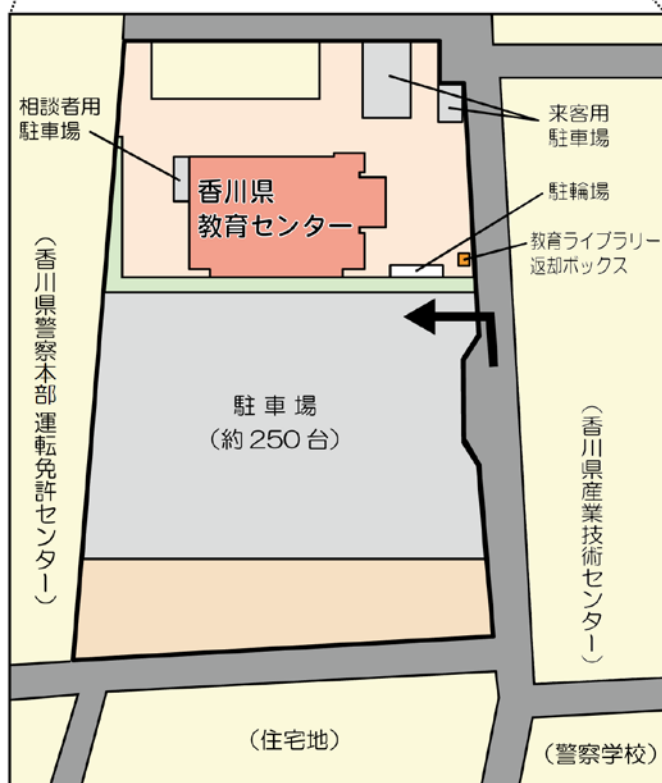 相談者用
駐車場
来客用
駐車場
香川県
教育センター
駐輪場
教育ライブラリー
返却ボックス
（香川県警察本部 運転免許センター）
駐 車 場
（約 250 台）
（香川県産業技術センター）
（住宅地）
（警察学校）